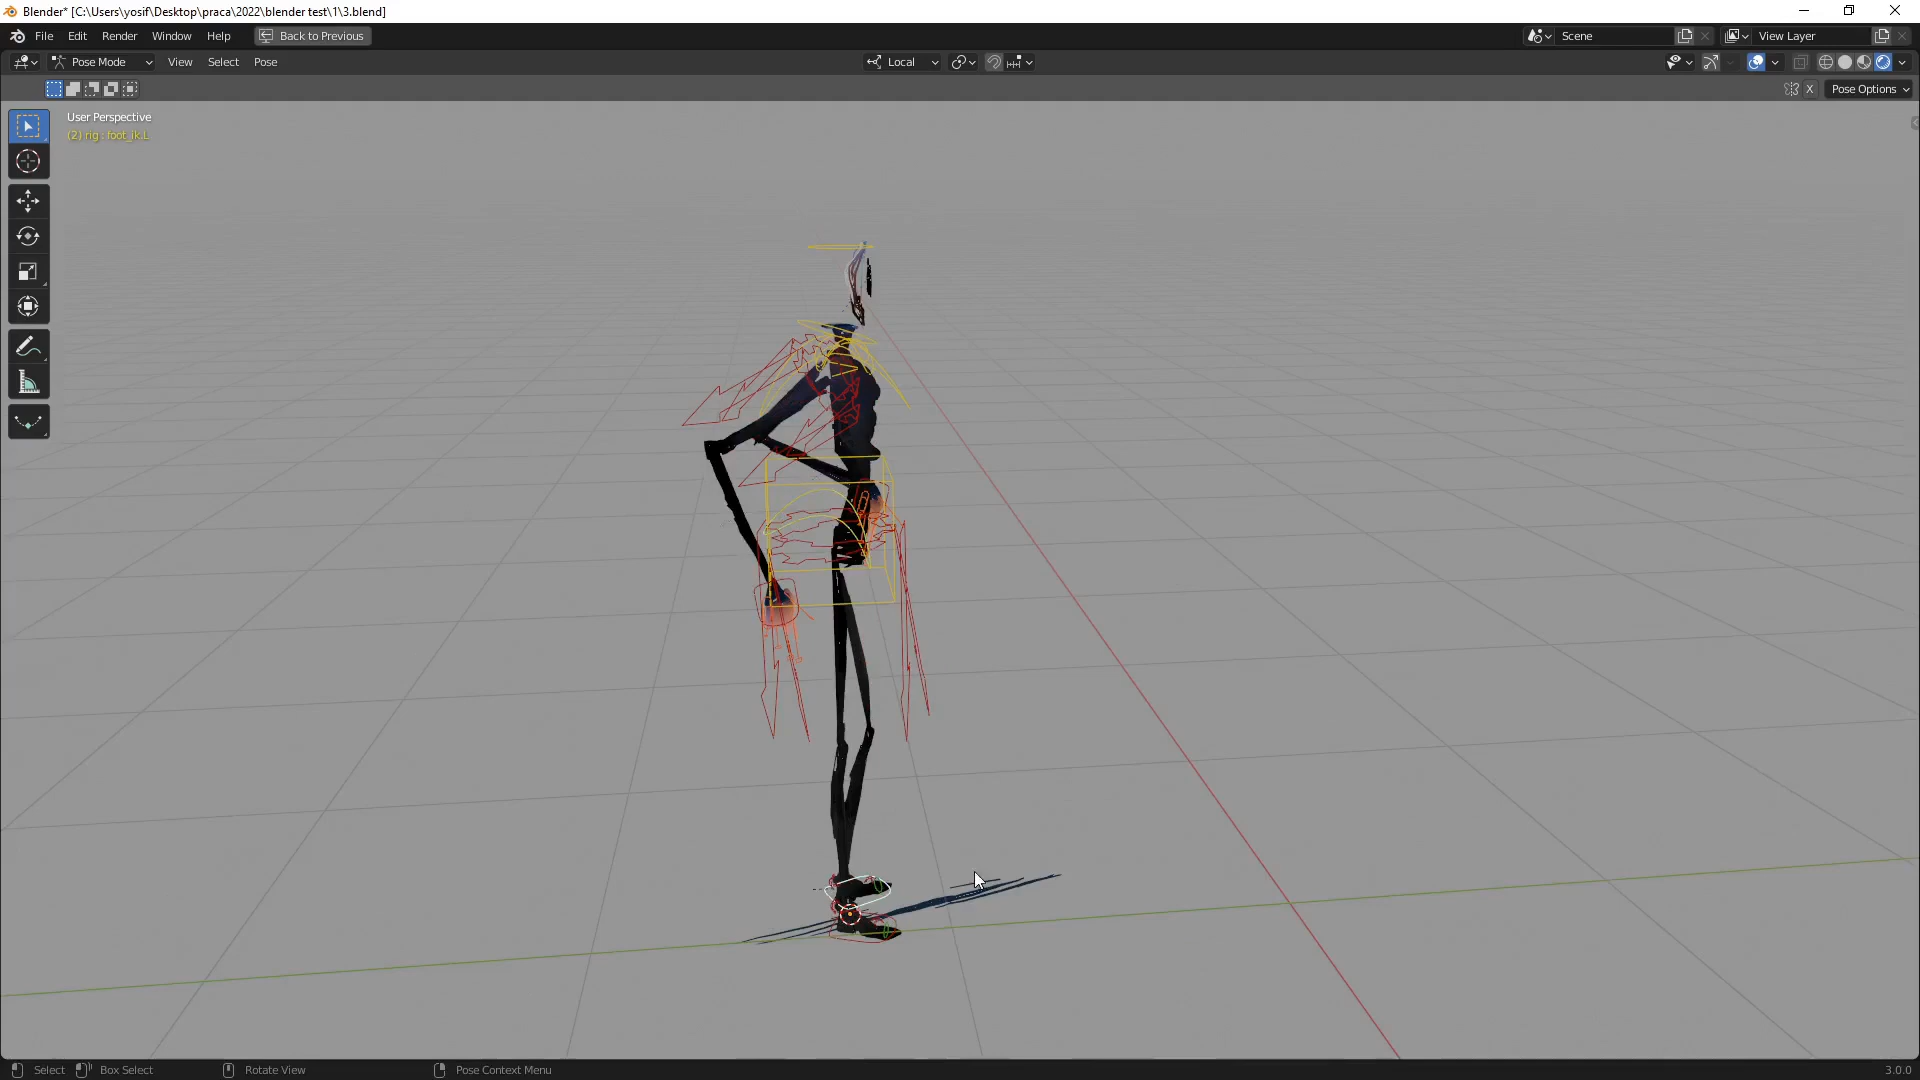 Blender* [C:\Users\yosif\Desktop\praca\2022\blender test\1\3.blend]
File Edit Render Window Help Back to Previous Scene View Layer
Pose Mode View Select Pose Local
X Pose Options
User Perspective
(2) rig : foot_ik.L
Select Box Select Rotate View Pose Context Menu 3.0.0